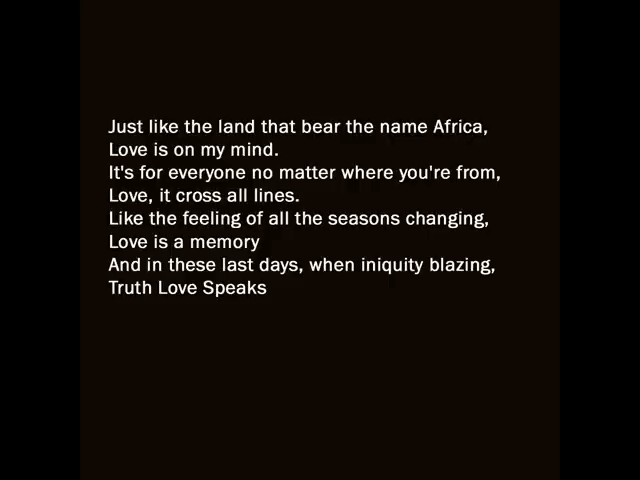 Just like the land that bear the name Africa,
Love is on my mind.
It's for everyone no matter where you're from,
Love, it cross all lines.
Like the feeling of all the seasons changing,
Love is a memory
And in these last days, when iniquity blazing,
Truth Love Speaks